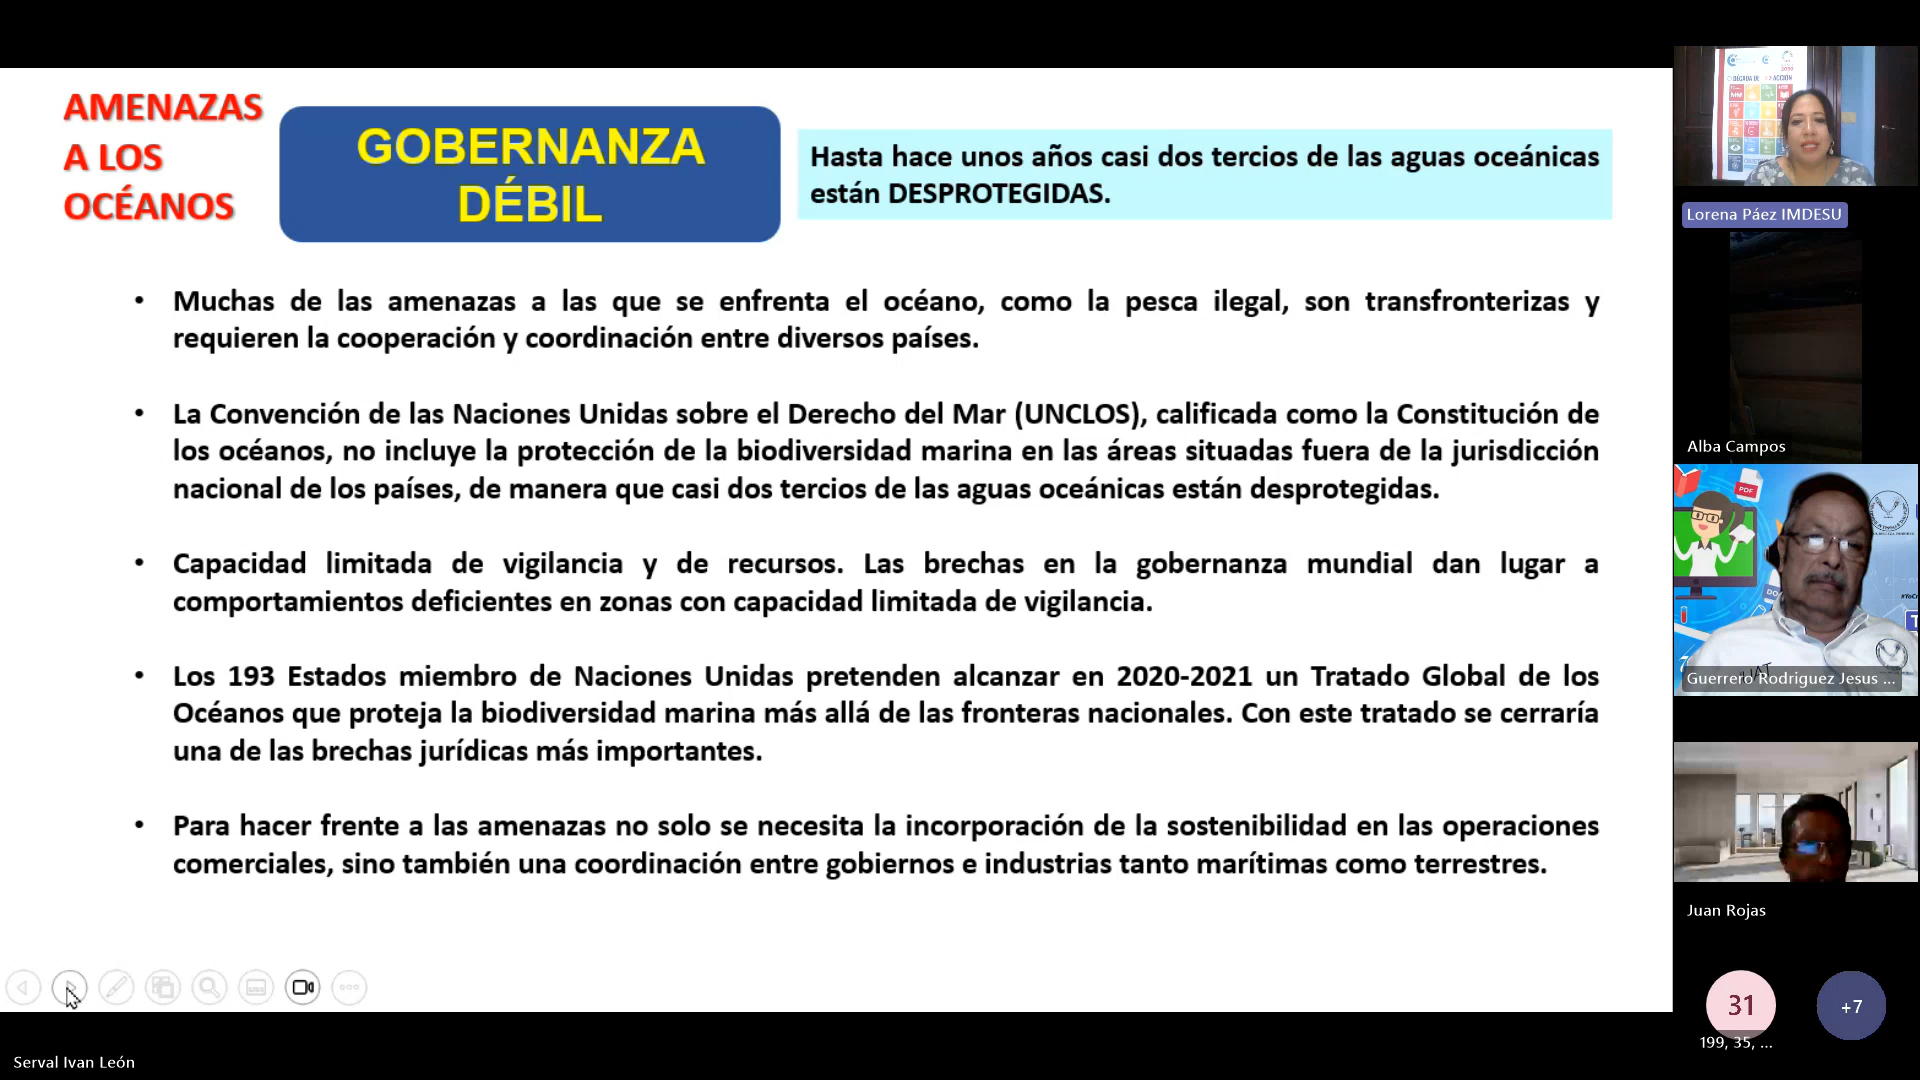 AMENAZAS
A LOS
OCÉANOS
GOBERNANZA
DÉBIL
Hasta hace unos años casi dos tercios de las aguas oceánicas
están DESPROTEGIDAS.
• Muchas de las amenazas a las que se enfrenta el océano, como la pesca ilegal, son transfronterizas y
requieren la cooperación y coordinación entre diversos países.
• La Convención de las Naciones Unidas sobre el Derecho del Mar (UNCLOS), calificada como la Constitución de
los océanos, no incluye la protección de la biodiversidad marina en las áreas situadas fuera de la jurisdicción
nacional de los países, de manera que casi dos tercios de las aguas oceánicas están desprotegidas.
• Capacidad limitada de vigilancia y de recursos. Las brechas en la gobernanza mundial dan lugar a
comportamientos deficientes en zonas con capacidad limitada de vigilancia.
• Los 193 Estados miembro de Naciones Unidas pretenden alcanzar en 2020-2021 un Tratado Global de los
Océanos que proteja la biodiversidad marina más allá de las fronteras nacionales. Con este tratado se cerraría
una de las brechas jurídicas más importantes.
• Para hacer frente a las amenazas no solo se necesita la incorporación de la sostenibilidad en las operaciones
comerciales, sino también una coordinación entre gobiernos e industrias tanto marítimas como terrestres.
Serval Ivan León
DÉCADA DE ACCIÓN
Lorena Páez IMDESU
Alba Campos
PDF
UAT
Guerrero Rodriguez Jesus ...
Juan Rojas
31
+7
199, 35, ...